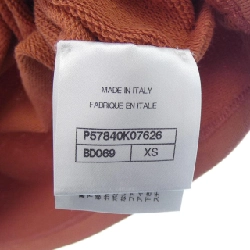 MADE IN ITALY
FABRIQUE EN ITALIE
P57840K07626
BD069 XS